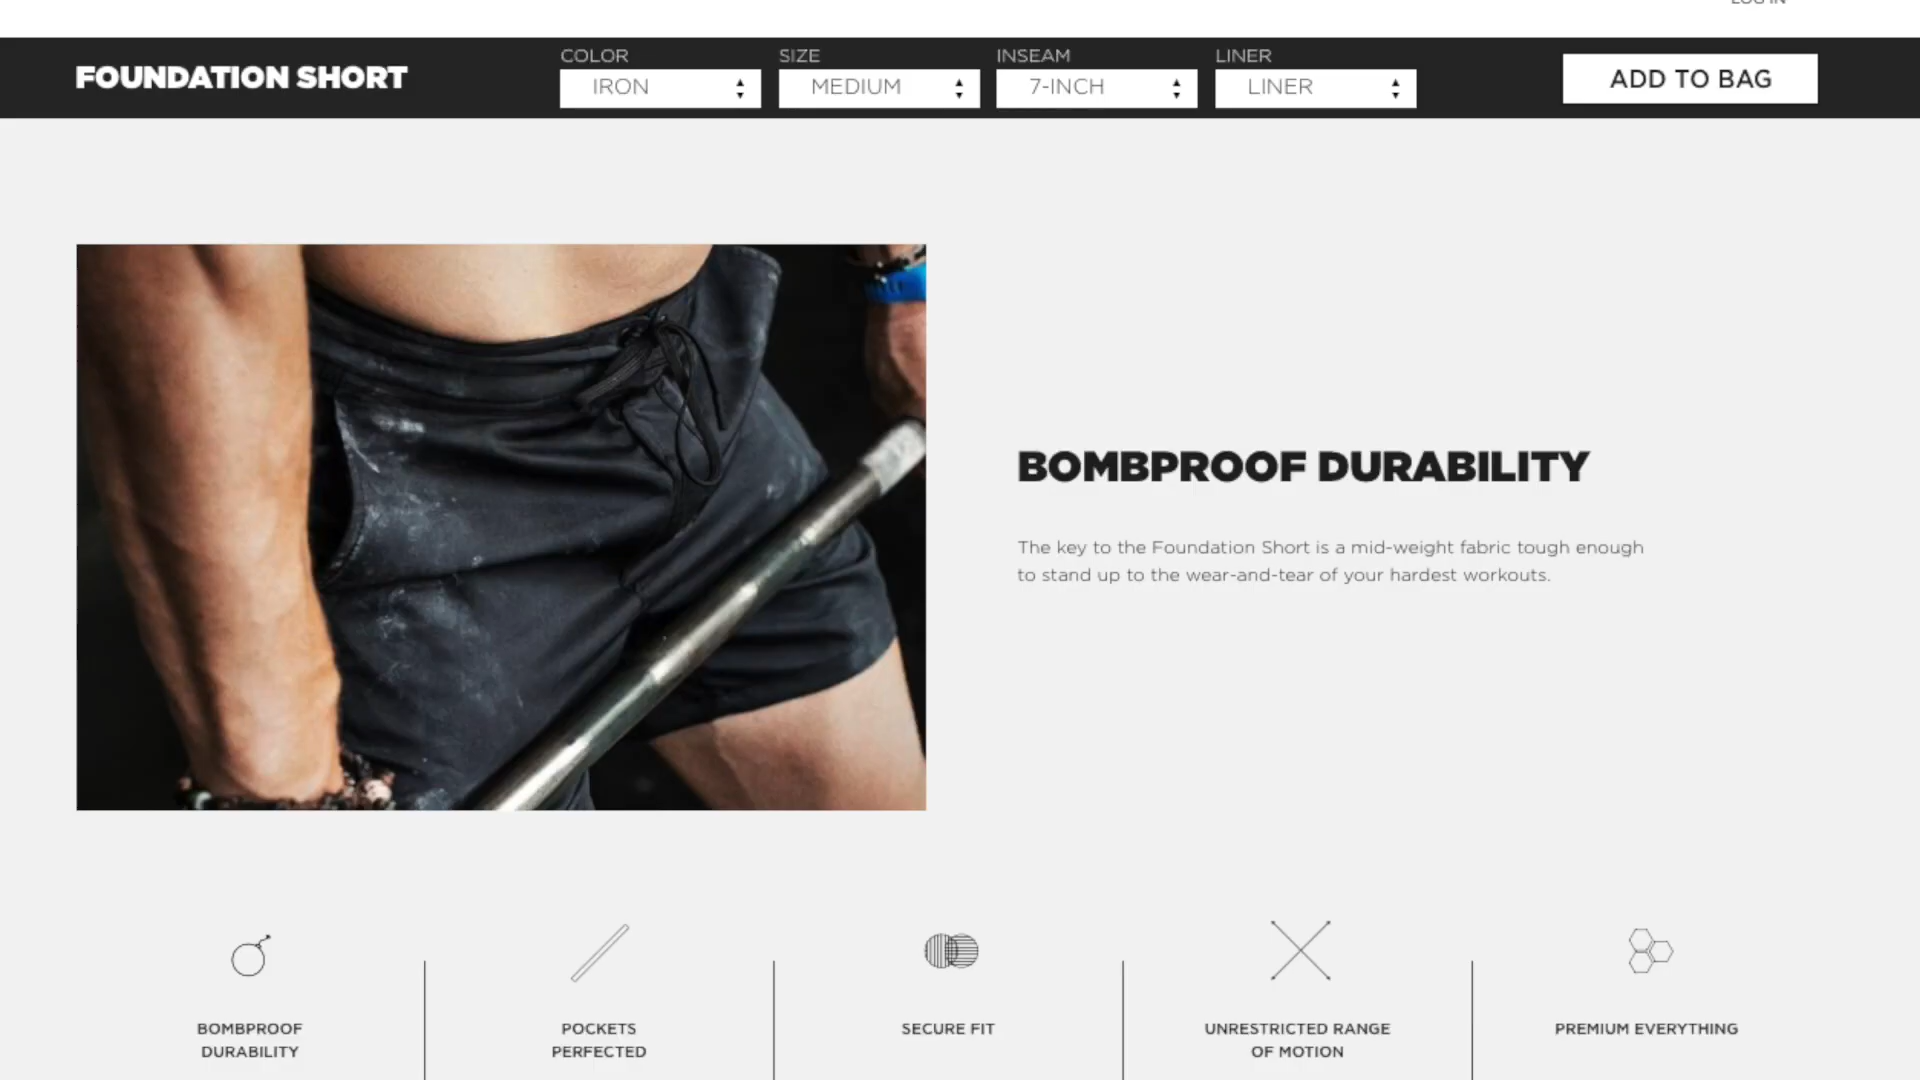 LOG IN
FOUNDATION SHORT
COLOR
SIZE
INSEAM
LINER
IRON
MEDIUM
7-INCH
LINER
ADD TO BAG
BOMBPROOF DURABILITY
The key to the Foundation Short is a mid-weight fabric tough enough
to stand up to the wear-and-tear of your hardest workouts.
BOMBPROOF
DURABILITY
POCKETS
PERFECTED
SECURE FIT
UNRESTRICTED RANGE
OF MOTION
PREMIUM EVERYTHING